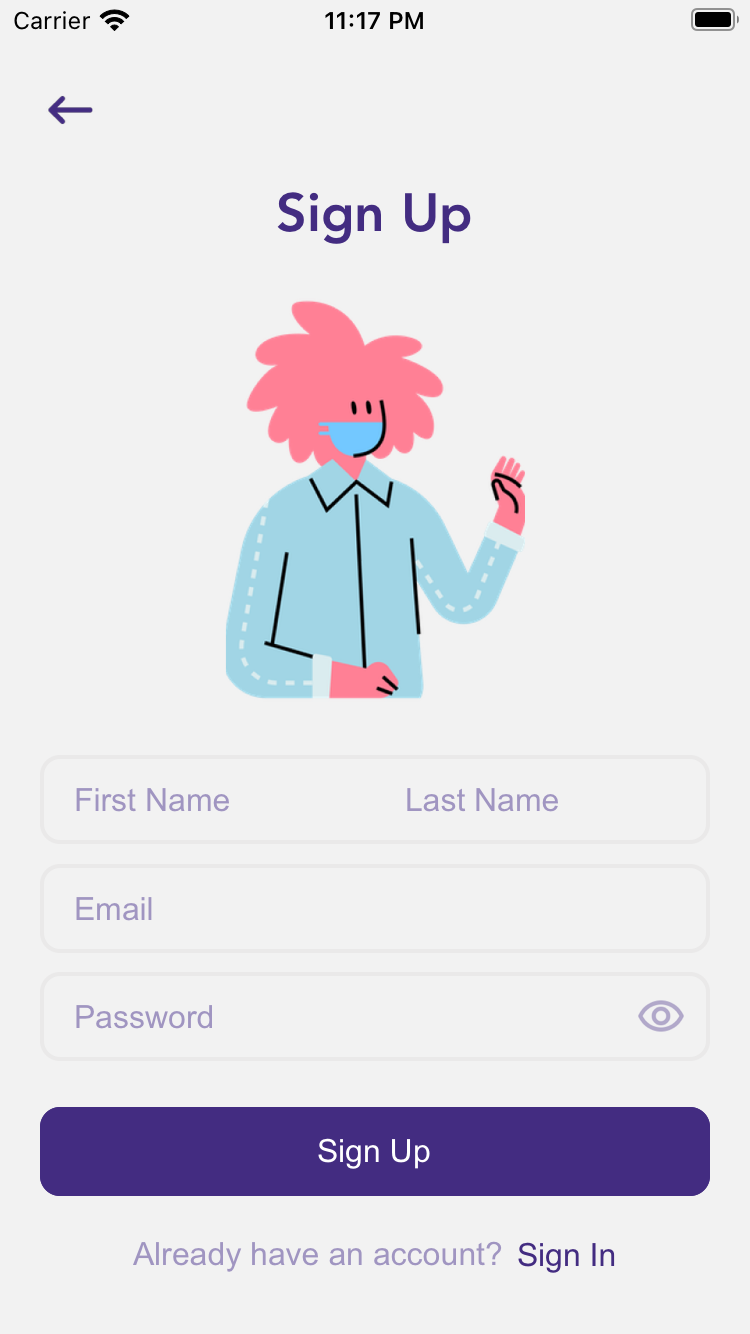 Carrier 11:17 PM
Sign Up
First Name Last Name
Email
Password
Sign Up
Already have an account? Sign In